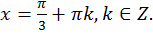 x = π/3 + πk, k ∈ Z.